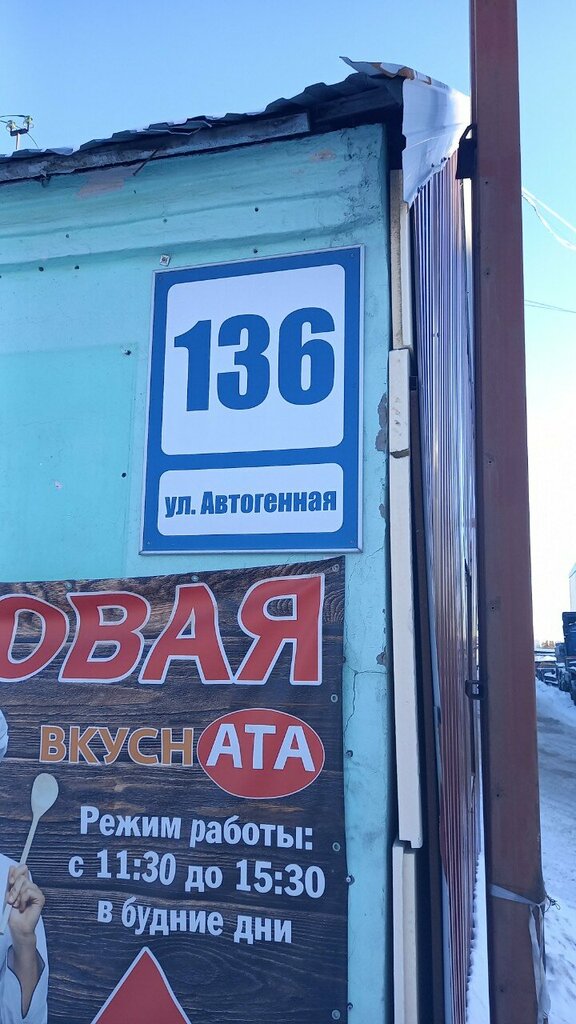 136
ул. Автогенная
ОВАЯ
ВКУСНАТА
Режим работы:
с 11:30 до 15:30
в будние дни